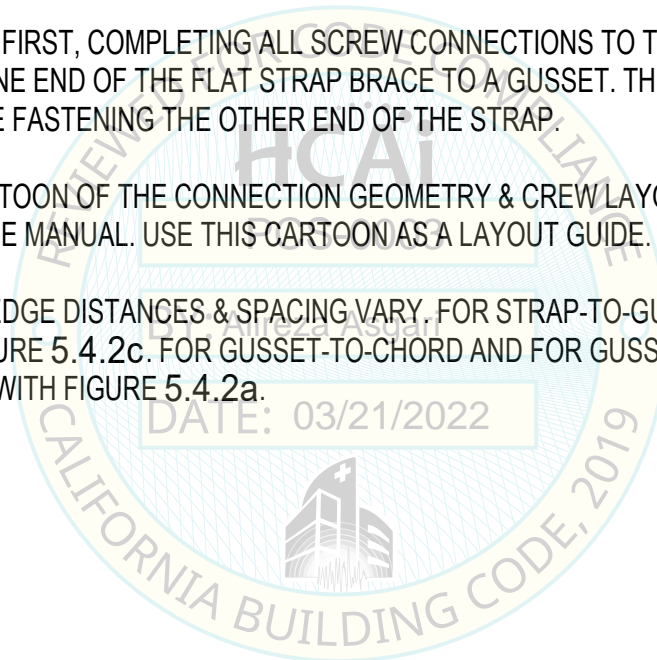 FIRST, COMPLETING ALL SCREW CONNECTIONS TO T
NE END OF THE FLAT STRAP BRACE TO A GUSSET. TH
E FASTENING THE OTHER END OF THE STRAP.
TOON OF THE CONNECTION GEOMETRY & CREW LAYO
E MANUAL. USE THIS CARTOON AS A LAYOUT GUIDE.
EDGE DISTANCES & SPACING VARY. FOR STRAP-TO-GU
URE 5.4.2c. FOR GUSSET-TO-CHORD AND FOR GUSS
WITH FIGURE 5.4.2a.
REVIEWED FOR CODE COMPLIANCE
HCAi
BY: Alireza Asgari
DATE: 03/21/2022
CALIFORNIA BUILDING CODE, 2019